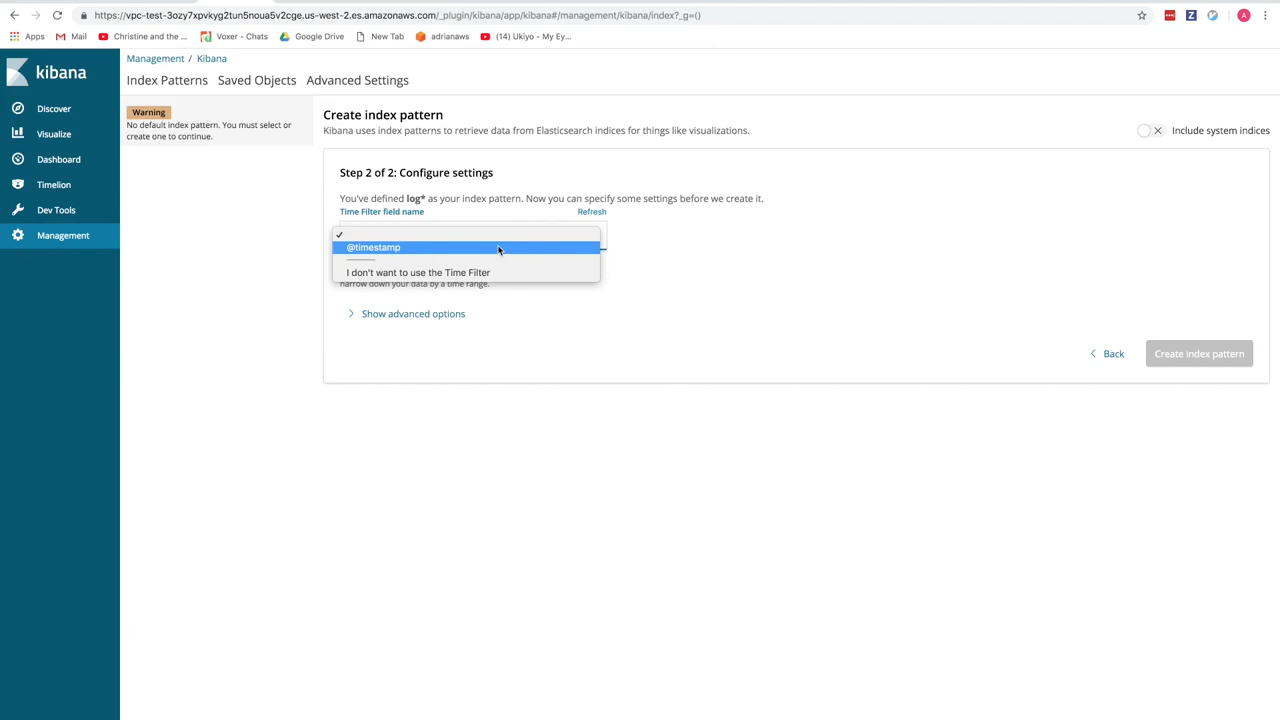 https://vpc-test-3ozy7xpvkyg2tun5noua5v2cge.us-west-2.es.amazonaws.com/_plugin/kibana/app/kibana#/management/kibana/index?_g=()
Apps Mail Christine and the ... Voxer - Chats Google Drive New Tab adrianaws (14) Ukiyo - My Ey...
kibana
Discover
Visualize
Dashboard
Timelion
Dev Tools
Management
Management / Kibana
Index Patterns Saved Objects Advanced Settings
Warning
No default index pattern. You must select or
create one to continue.
Create index pattern
Kibana uses index patterns to retrieve data from Elasticsearch indices for things like visualizations.
Include system indices
Step 2 of 2: Configure settings
You've defined log* as your index pattern. Now you can specify some settings before we create it.
Time Filter field name Refresh
@timestamp
I don't want to use the Time Filter
narrow down your data by a time range.
Show advanced options
Back Create index pattern